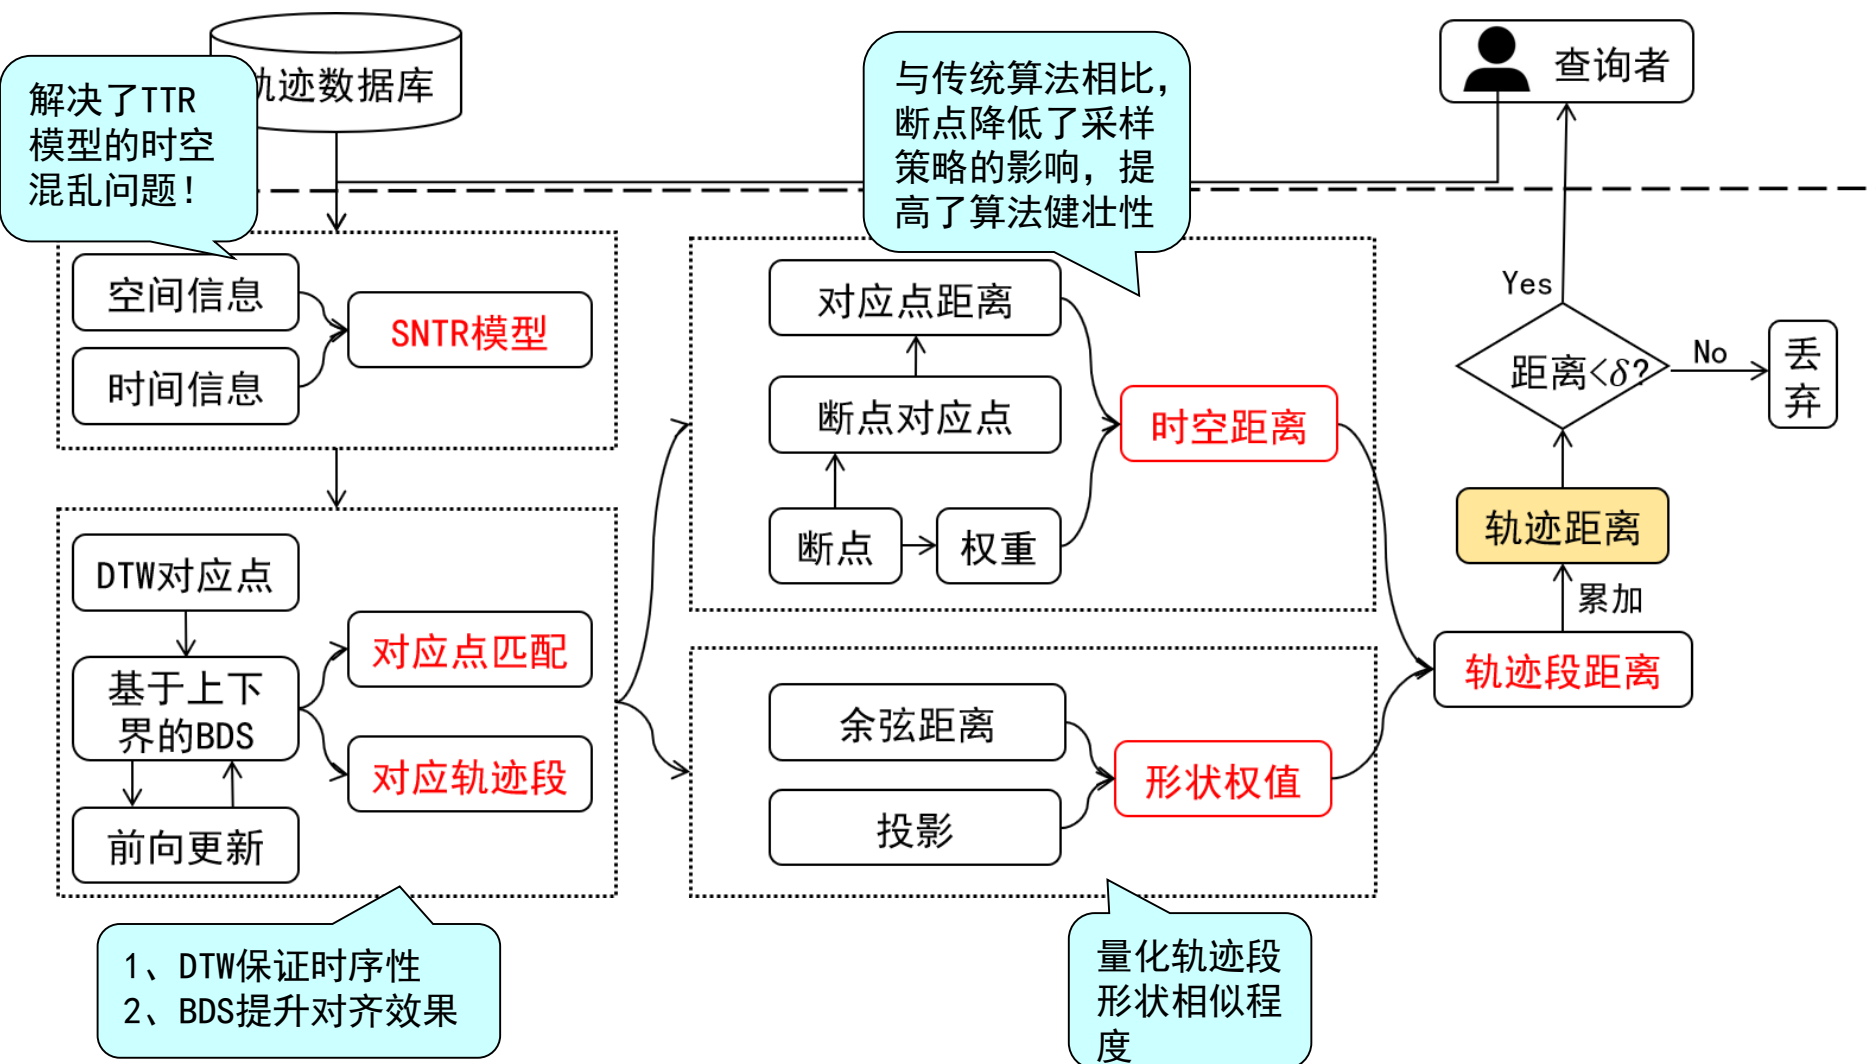 轨迹数据库
解决了TTR
模型的时空
混乱问题！
与传统算法相比，
断点降低了采样
策略的影响，提
高了算法健壮性
查询者
空间信息
时间信息
SNTR模型
DTW对应点
基于上下
界的BDS
前向更新
对应点匹配
对应轨迹段
1、DTW保证时序性
2、BDS提升对齐效果
对应点距离
断点对应点
断点
权重
时空距离
余弦距离
投影
形状权值
量化轨迹段
形状相似程
度
Yes
距离<δ?
No
丢
弃
轨迹距离
累加
轨迹段距离